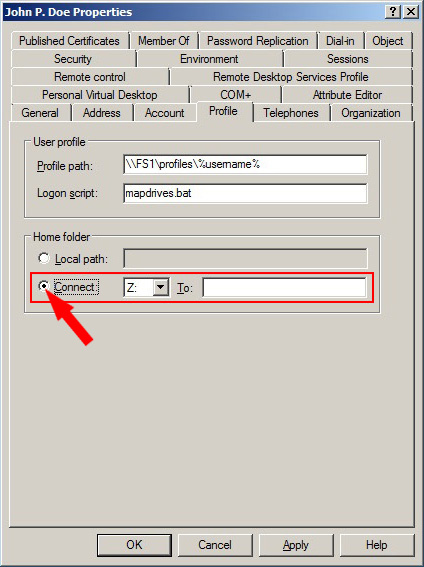 John P. Doe Properties
Published Certificates Member Of Password Replication Dial-in Object
Security Environment Sessions
Remote control Remote Desktop Services Profile
Personal Virtual Desktop COM+ Attribute Editor
General Address Account Profile Telephones Organization
User profile
Profile path: \\FS1\profiles\%username%
Logon script: mapdrives.bat
Home folder
Local path:
Connect: Z: To:
OK Cancel Apply Help